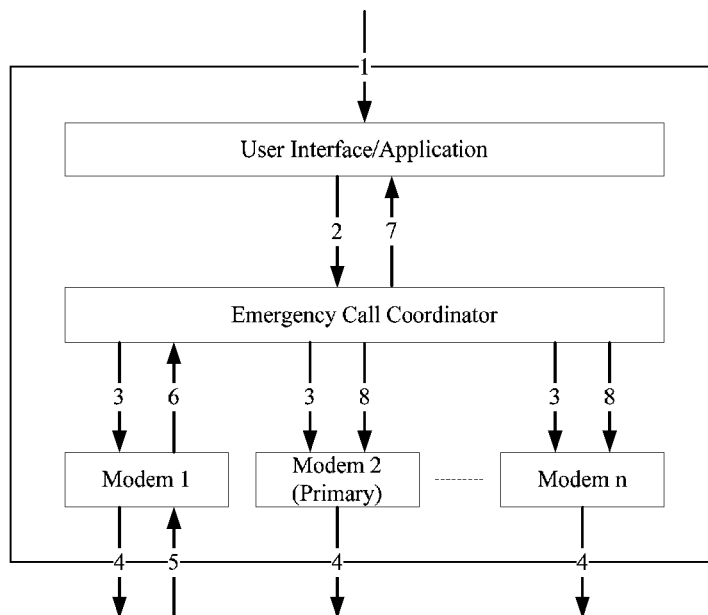 1
User Interface/Application
2 7
Emergency Call Coordinator
3 6 3 8 3 8
Modem 1
Modem 2
(Primary)
Modem n
4 5 4 4